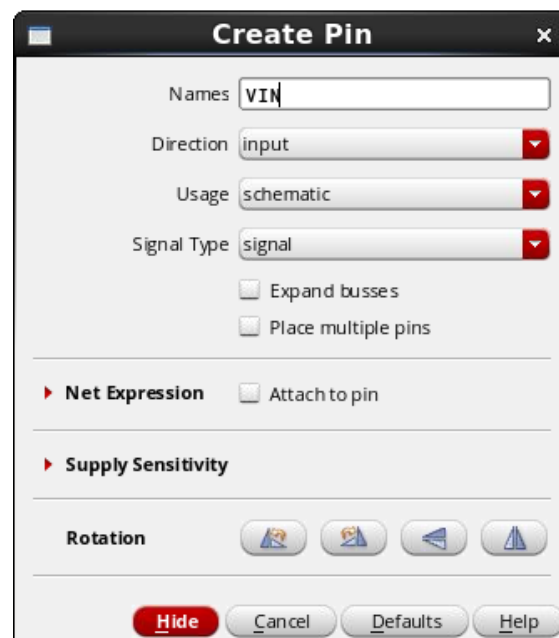 Create Pin
Names VIN
Direction input
Usage schematic
Signal Type signal
Expand busses
Place multiple pins
Net Expression Attach to pin
Supply Sensitivity
Rotation
Hide Cancel Defaults Help